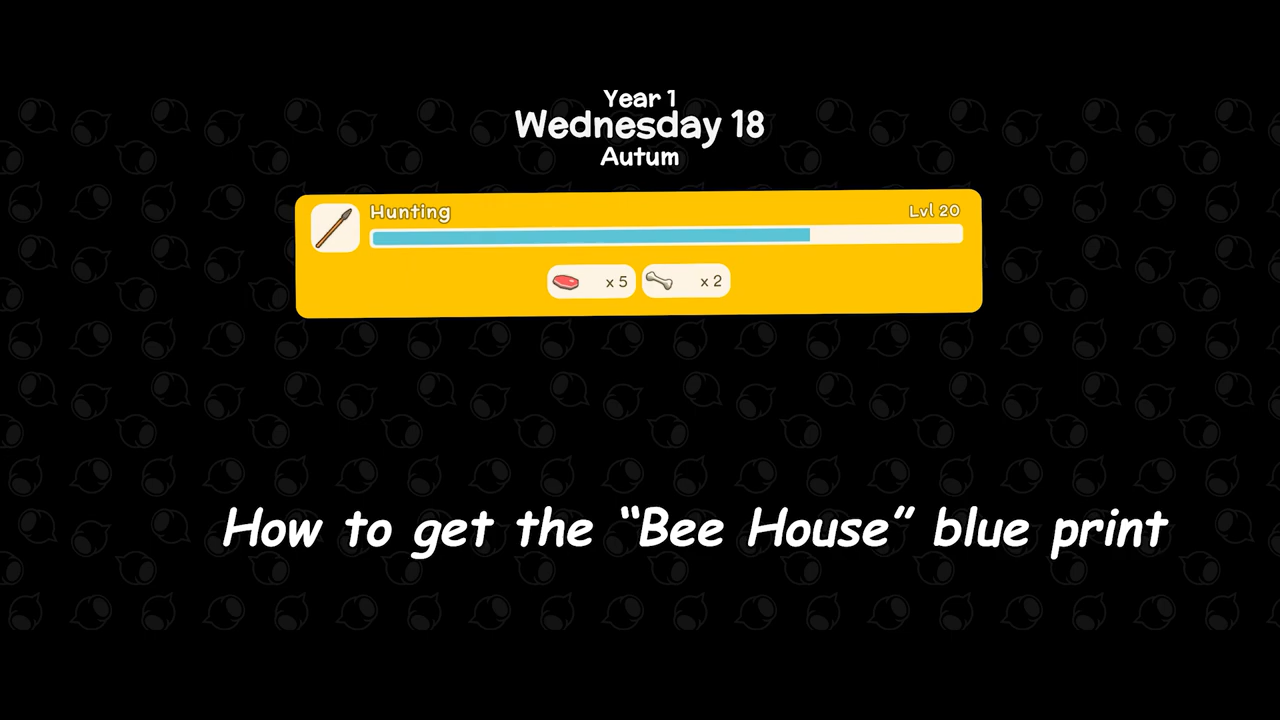 Year 1
Wednesday 18
Autum
Hunting Lvl 20
x 5 x 2
How to get the “Bee House” blue print